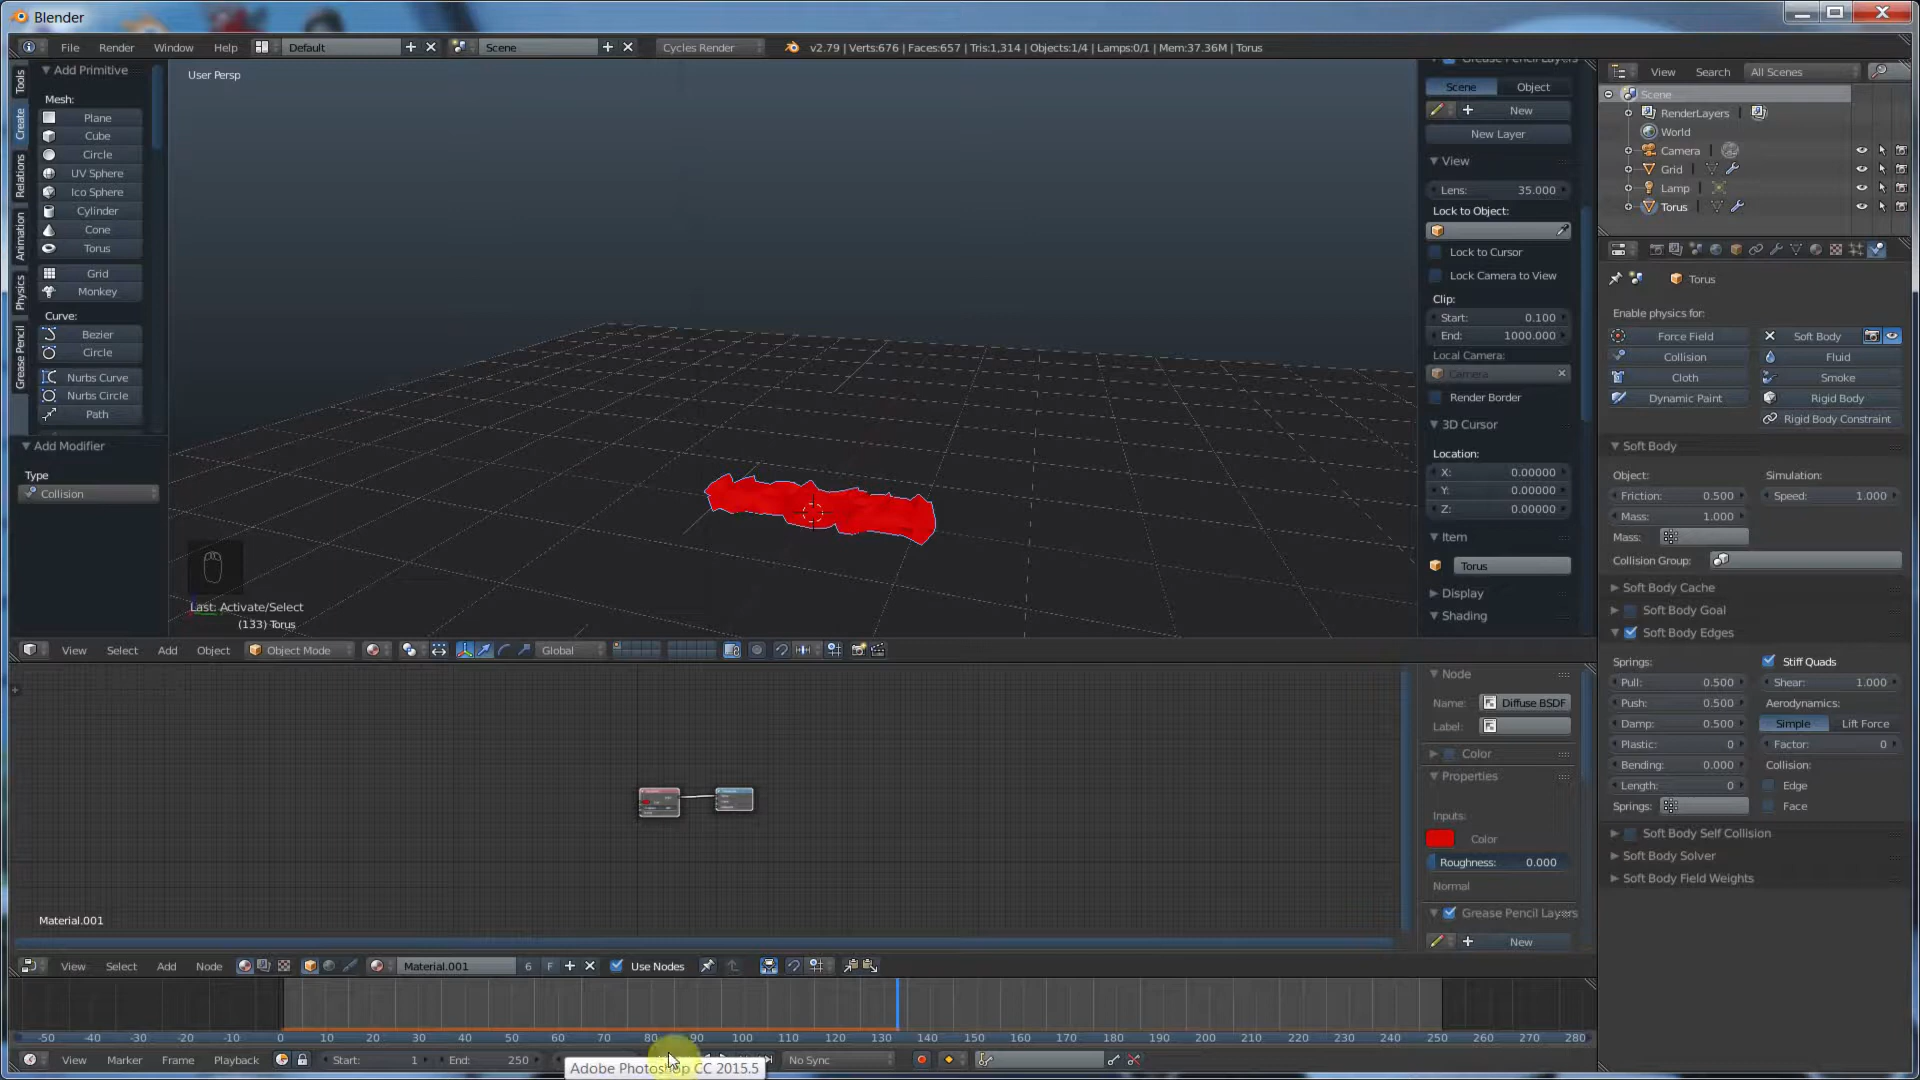 Blender
File Render Window Help Default Scene Cycles Render v2.79 | Verts:676 | Faces:657 | Tris:1,314 | Objects:1/4 | Lamps:0/1 | Mem:37.36M | Torus
Tools
Create
Relations
Animation
Physics
Grease Pencil
Add Primitive
Mesh:
Plane
Cube
Circle
UV Sphere
Ico Sphere
Cylinder
Cone
Torus
Grid
Monkey
Curve:
Bezier
Circle
Nurbs Curve
Nurbs Circle
Path
Add Modifier
Type
Collision
User Persp
Last: Activate/Select
(133) Torus
Grease Pencil Layers
Scene Object
New
New Layer
View
Lens: 35.000
Lock to Object:
Lock to Cursor
Lock Camera to View
Clip:
Start: 0.100
End: 1000.000
Local Camera:
Camera
Render Border
3D Cursor
Location:
X: 0.00000
Y: 0.00000
Z: 0.00000
Item
Torus
Display
Shading
View Select Add Object Object Mode Global
Material.001
Node
Name: Diffuse BSDF
Label:
Color
Properties
Inputs:
Color
Roughness: 0.000
Normal
Grease Pencil Layers
New
View Select Add Node Material.001 6 F Use Nodes
-50 -40 -30 -20 -10 0 10 20 30 40 50 60 70 80 90 100 110 120 130 140 150 160 170 180 190 200 210 220 230 240 250 260 270 280
View Marker Frame Playback Start: 1 End: 250 No Sync
Adobe Photoshop CC 2015.5
View Search All Scenes
Scene
RenderLayers
World
Camera
Grid
Lamp
Torus
Torus
Enable physics for:
Force Field Soft Body
Collision Fluid
Cloth Smoke
Dynamic Paint Rigid Body
Rigid Body Constraint
Soft Body
Object: Simulation:
Friction: 0.500 Speed: 1.000
Mass: 1.000
Mass:
Collision Group:
Soft Body Cache
Soft Body Goal
Soft Body Edges
Springs: Stiff Quads
Pull: 0.500 Shear: 1.000
Push: 0.500 Aerodynamics:
Damp: 0.500 Simple Lift Force
Plastic: 0 Factor: 0
Bending: 0.000 Collision:
Length: 0 Edge
Springs: Face
Soft Body Self Collision
Soft Body Solver
Soft Body Field Weights